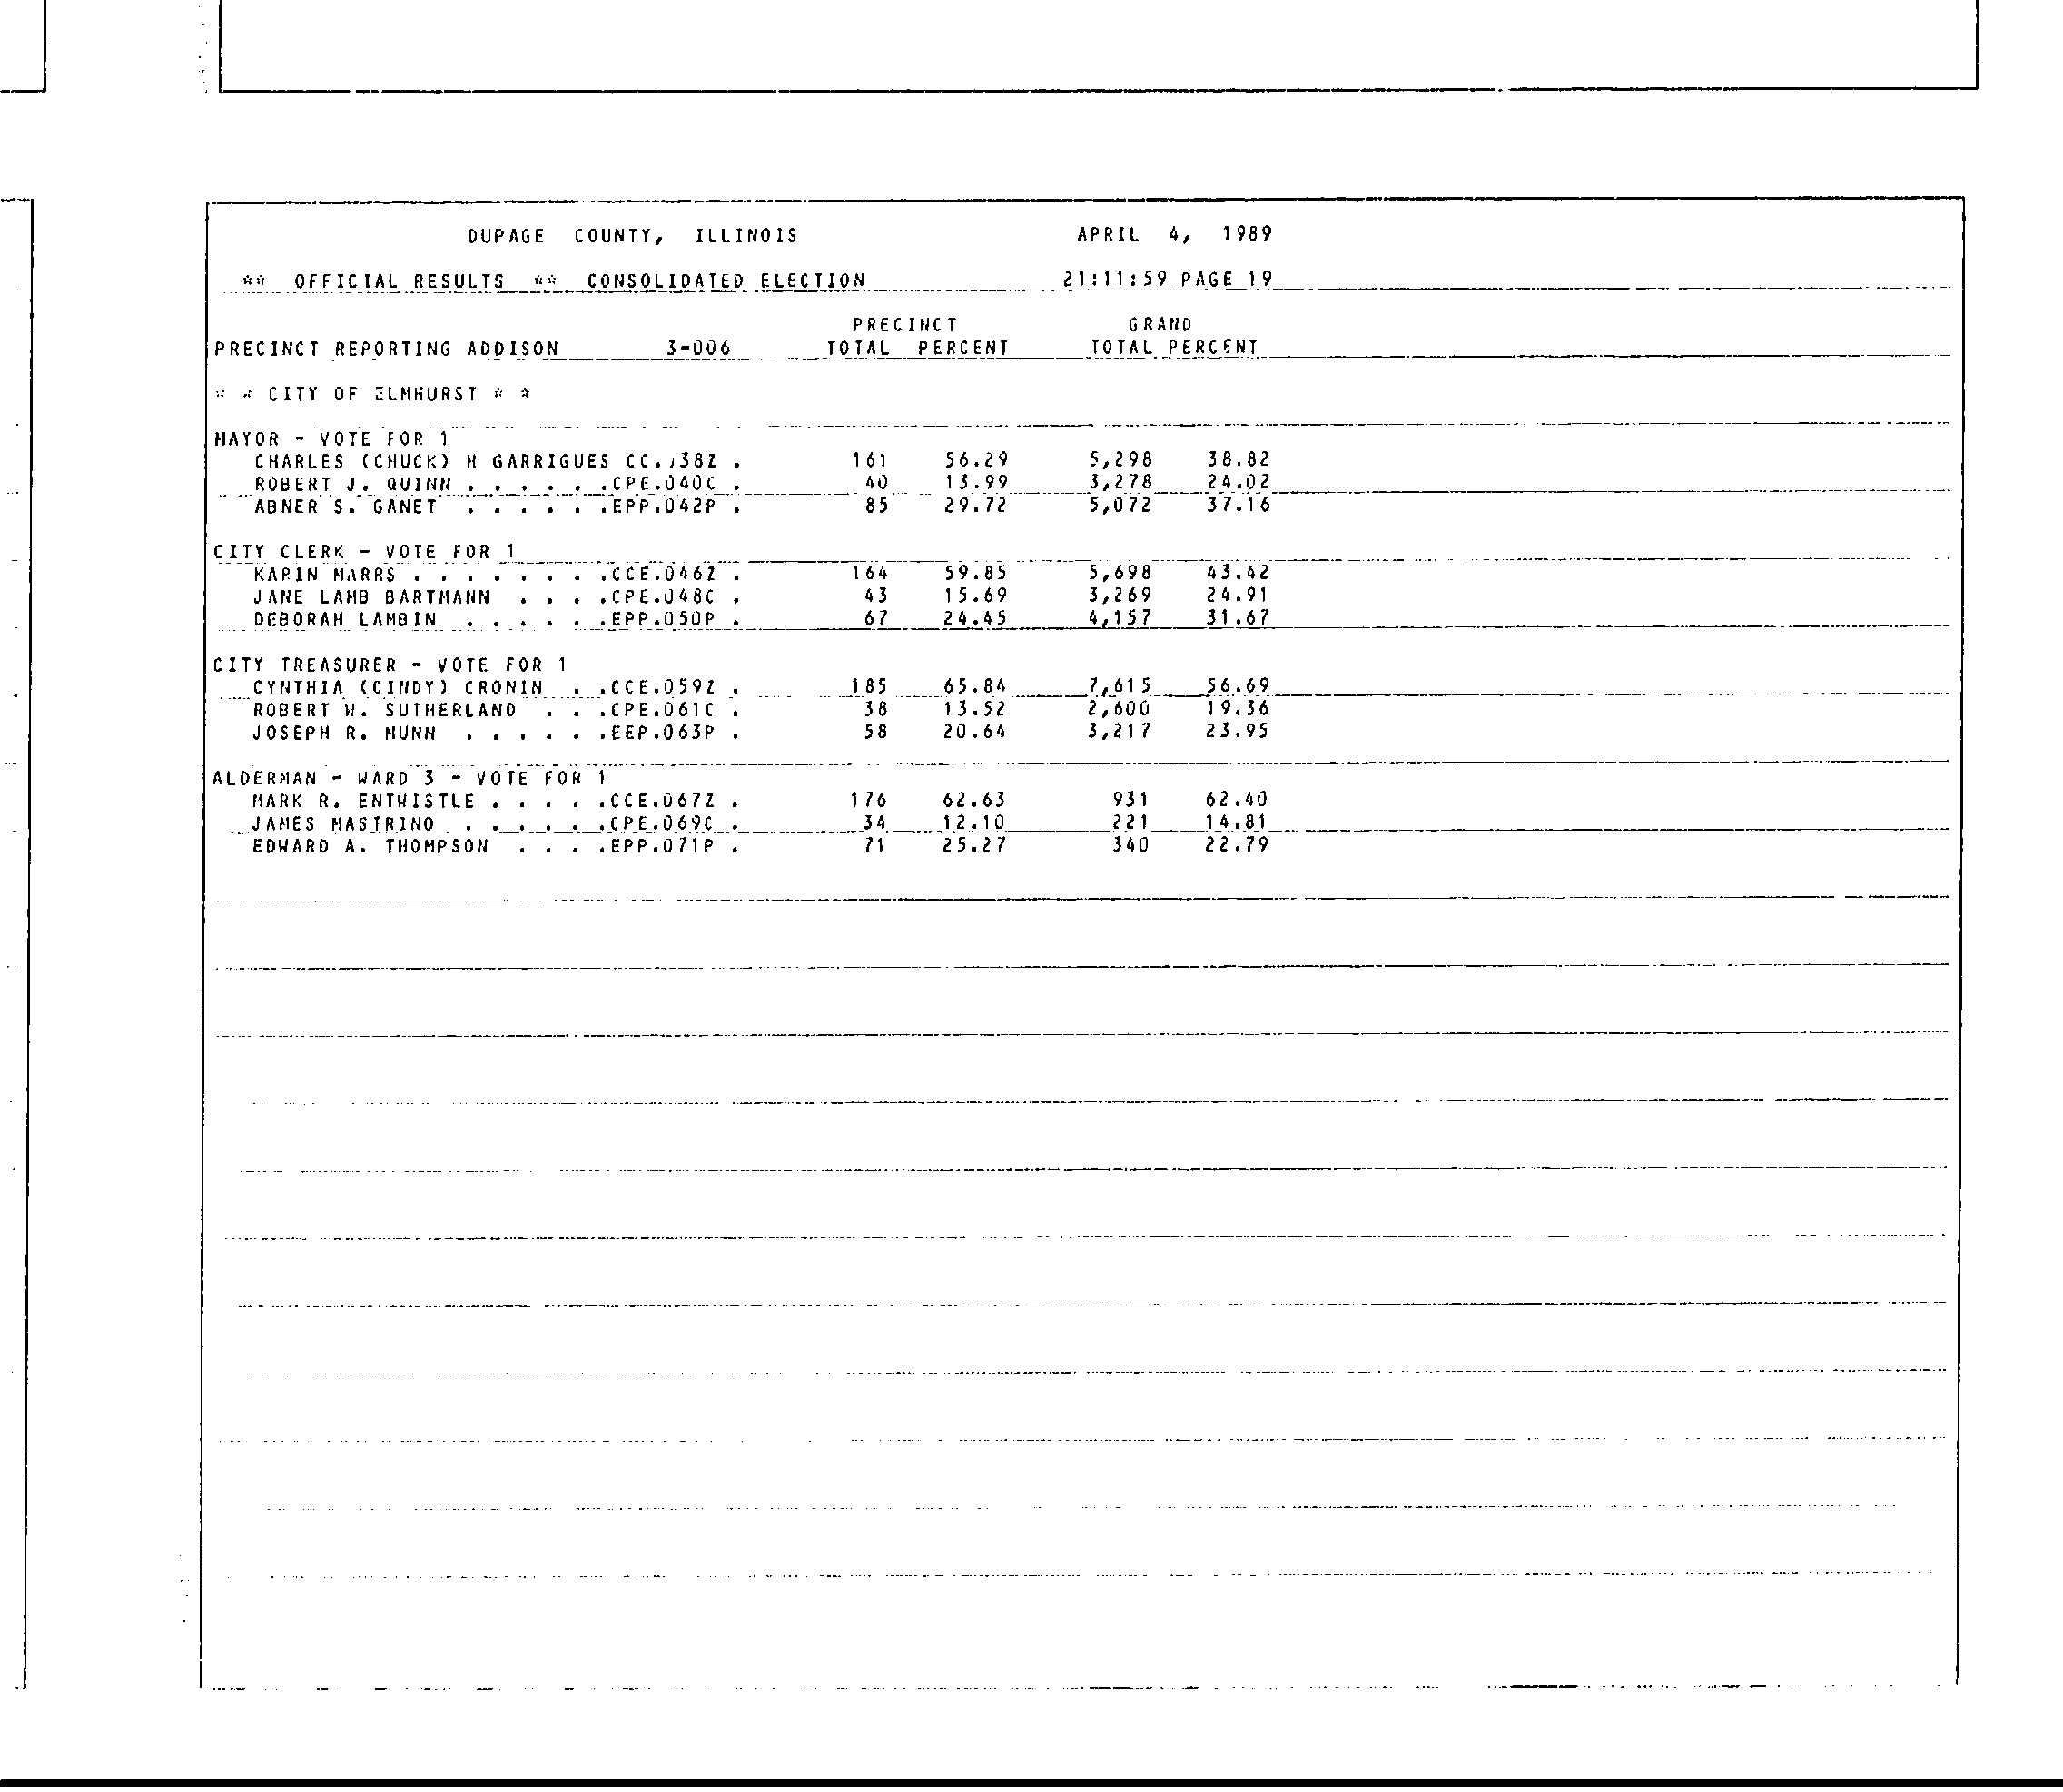 DUPAGE COUNTY, ILLINOIS APRIL 4, 1989
** OFFICIAL RESULTS ** CONSOLIDATED ELECTION 21:11:59 PAGE 19
PRECINCT GRAND
PRECINCT REPORTING ADDISON 3-006 TOTAL PERCENT TOTAL PERCENT
* * CITY OF ELMHURST * *
MAYOR - VOTE FOR 1
CHARLES (CHUCK) H GARRIGUES CC. 38Z . 161 56.29 5,298 38.82
ROBERT J. QUINN . . . . . .CPE.040C . 40 13.99 3,278 24.02
ABNER S. GANET . . . . . .EPP.042P . 85 29.72 5,072 37.16
CITY CLERK - VOTE FOR 1
KARIN MARRS . . . . . . . .CCE.046Z . 164 59.85 5,698 43.42
JANE LAMB BARTMANN . . . .CPE.048C . 43 15.69 3,269 24.91
DEBORAH LAMBIN . . . . . .EPP.050P . 67 24.45 4,157 31.67
CITY TREASURER - VOTE FOR 1
CYNTHIA (CINDY) CRONIN . .CCE.059Z . 185 65.84 7,615 56.69
ROBERT W. SUTHERLAND . . .CPE.061C . 38 13.52 2,600 19.36
JOSEPH R. NUNN . . . . . .EEP.063P . 58 20.64 3,217 23.95
ALDERMAN - WARD 3 - VOTE FOR 1
MARK R. ENTWISTLE . . . . .CCE.067Z . 176 62.63 931 62.40
JAMES MASTRINO . . . . . .CPE.069C . 34 12.10 221 14.81
EDWARD A. THOMPSON . . . .EPP.071P . 71 25.27 340 22.79